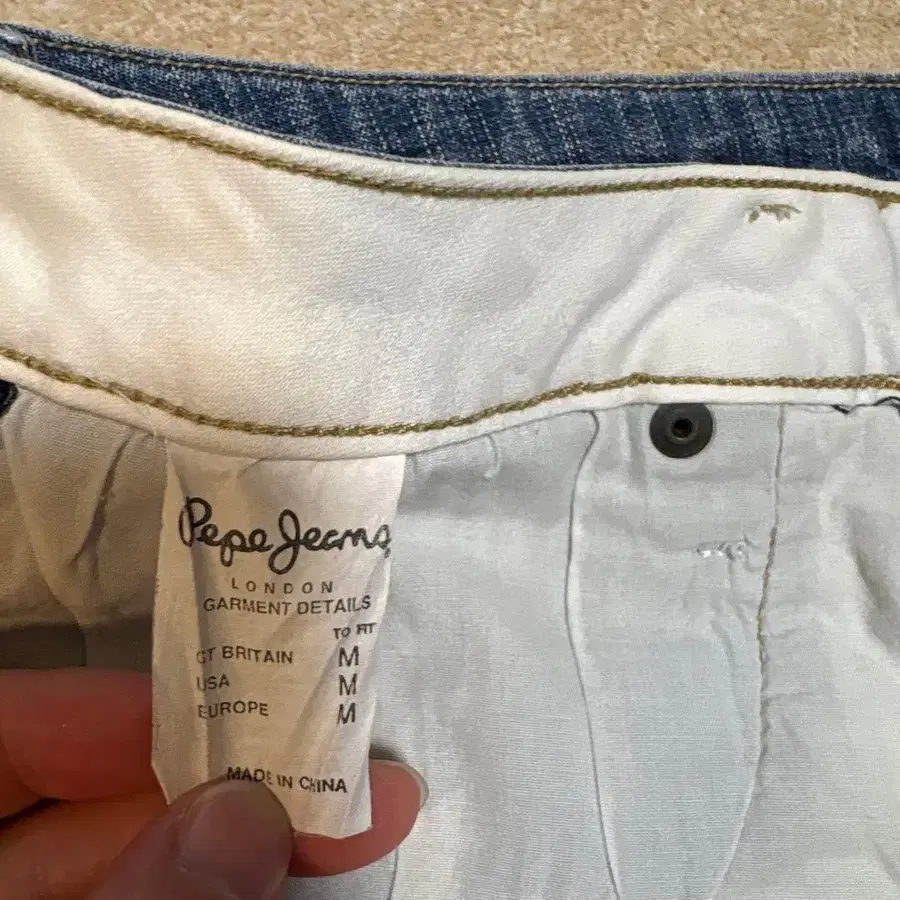 Pepe Jeans
LONDON
GARMENT DETAILS
TO FIT
GT BRITAIN M
USA M
EUROPE M
MADE IN CHINA